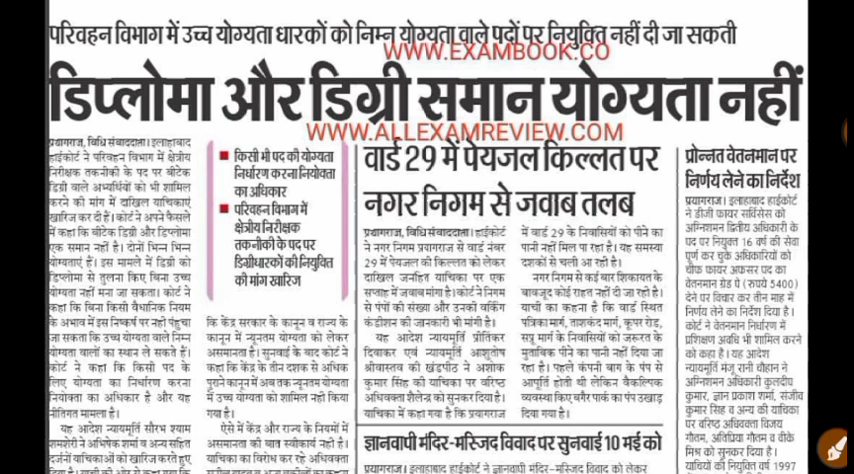 परिवहन विभाग में उच्च योग्यता धारकों को निम्न योग्यता वाले पदों पर नियुक्ति नहीं दी जा सकती
WWW.EXAMBOOK.CO
डिप्लोमा और डिग्री समान योग्यता नहीं
WWW.ALLEXAMREVIEW.COM
प्रयागराज, विधि संवाददाता। इलाहाबाद
हाईकोर्ट ने परिवहन विभाग में क्षेत्रीय
निरीक्षक तकनीकी के पद पर बीटेक
डिग्री वाले अभ्यर्थियों को भी शामिल
करने की मांग में दाखिल याचिकाएं
खारिज कर दी हैं। कोर्ट ने अपने फैसले
में कहा कि बीटेक डिग्री और डिप्लोमा
एक समान नहीं है। दोनों भिन्न भिन्न
योग्यताएं हैं। इस मामले में डिग्री को
डिप्लोमा से तुलना किए बिना उच्च
योग्यता नहीं मना जा सकता। कोर्ट ने
कहा कि बिना किसी वैधानिक नियम
के अभाव में इस निष्कर्ष पर नहीं पहुंचा
जा सकता कि उच्च योग्यता वाले निम्न
योग्यता वालों का स्थान ले सकते हैं।
कोर्ट ने कहा कि किसी पद के
लिए योग्यता का निर्धारण करना
नियोक्ता का अधिकार है और यह
नीतिगत मामला है।
यह आदेश न्यायमूर्ति सौरभ श्याम
शमशेरी ने अभिषेक शर्मा व अन्य सहित
दर्जनों याचिकाओं को खारिज करते हुए
■ किसी भी पद की योग्यता
निर्धारण करना नियोक्ता
का अधिकार
■ परिवहन विभाग में
क्षेत्रीय निरीक्षक
तकनीकी के पद पर
डिग्रीधारकों की नियुक्ति
की मांग खारिज
कि केंद्र सरकार के कानून व राज्य के
कानून में न्यूनतम योग्यता को लेकर
असमानता है। सुनवाई के बाद कोर्ट ने
कहा कि केंद्र के तीन दशक से अधिक
पुराने कानून में अब तक न्यूनतम योग्यता
में उच्च योग्यता को शामिल नहीं किया
गया है।
ऐसे में केंद्र और राज्य के नियमों में
असमानता की बात स्वीकार्य नहीं है।
याचिका का विरोध कर रहे अधिवक्ता
वार्ड 29 में पेयजल किल्लत पर
नगर निगम से जवाब तलब
प्रयागराज, विधि संवाददाता। हाईकोर्ट
ने नगर निगम प्रयागराज से वार्ड नंबर
29 में पेयजल की किल्लत को लेकर
दाखिल जनहित याचिका पर एक
सप्ताह में जवाब मांगा है। कोर्ट ने निगम
से पंपों की संख्या और उनकी वर्किंग
कंडीशन की जानकारी भी मांगी है।
यह आदेश न्यायमूर्ति प्रीतिंकर
दिवाकर एवं न्यायमूर्ति आशुतोष
श्रीवास्तव की खंडपीठ ने अशोक
कुमार सिंह की याचिका पर वरिष्ठ
अधिवक्ता शैलेन्द्र को सुनकर दिया है।
याचिका में कहा गया है कि प्रयागराज
में वार्ड 29 के निवासियों को पीने का
पानी नहीं मिल पा रहा है। यह समस्या
दशकों से चली आ रही है।
नगर निगम से कई बार शिकायत के
बावजूद कोई राहत नहीं दी जा रही है।
याची का कहना है कि वार्ड स्थित
पत्रिका मार्ग, ताशकंद मार्ग, कूपर रोड,
सप्रू मार्ग के निवासियों को जरूरत के
मुताबिक पीने का पानी नहीं दिया जा
रहा है। पहले कंपनी बाग के पंप से
आपूर्ति होती थी लेकिन वैकल्पिक
व्यवस्था किए बगैर पार्क का पंप उखाड़
दिया गया है।
ज्ञानवापी मंदिर-मस्जिद विवाद पर सुनवाई 10 मई को
प्रयागराज। इलाहाबाद हाईकोर्ट ने ज्ञानवापी मंदिर-मस्जिद विवाद को लेकर
प्रोन्नत वेतनमान पर
निर्णय लेने का निर्देश
प्रयागराज। इलाहाबाद हाईकोर्ट
ने डीजी फायर सर्विसेस को
अग्निशमन द्वितीय अधिकारी के
पद पर नियुक्त 16 वर्ष की सेवा
पूर्ण कर चुके अधिकारियों को
चीफ फायर अफसर पद का
वेतनमान ग्रेड पे (रुपये 5400)
देने पर विचार कर तीन माह में
निर्णय लेने का निर्देश दिया है।
कोर्ट ने वेतनमान निर्धारण में
प्रशिक्षण अवधि भी शामिल करने
को कहा है। यह आदेश
न्यायमूर्ति मंजू रानी चौहान ने
अग्निशमन अधिकारी कुलदीप
कुमार, ज्ञान प्रकाश शर्मा, संजीव
कुमार सिंह व अन्य की याचिका
पर वरिष्ठ अधिवक्ता विजय
गौतम, अतिप्रिया गौतम व वीके
मिश्र को सुनकर दिया है।
याचियों की नियुक्ति वर्ष 1997